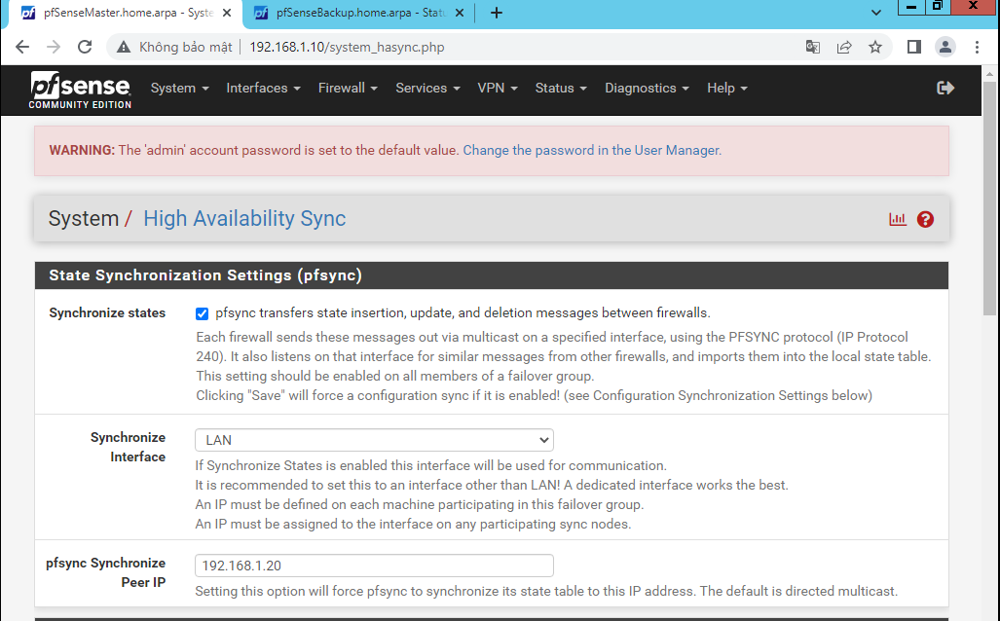 pfSenseMaster.home.arpa - Syste
pfSenseBackup.home.arpa - Statu
Không bảo mật
192.168.1.10/system_hasync.php
pfsense
COMMUNITY EDITION
System
Interfaces
Firewall
Services
VPN
Status
Diagnostics
Help
WARNING: The 'admin' account password is set to the default value. Change the password in the User Manager.
System / High Availability Sync
State Synchronization Settings (pfsync)
Synchronize states
pfsync transfers state insertion, update, and deletion messages between firewalls.
Each firewall sends these messages out via multicast on a specified interface, using the PFSYNC protocol (IP Protocol
240). It also listens on that interface for similar messages from other firewalls, and imports them into the local state table.
This setting should be enabled on all members of a failover group.
Clicking "Save" will force a configuration sync if it is enabled! (see Configuration Synchronization Settings below)
Synchronize
Interface
LAN
If Synchronize States is enabled this interface will be used for communication.
It is recommended to set this to an interface other than LAN! A dedicated interface works the best.
An IP must be defined on each machine participating in this failover group.
An IP must be assigned to the interface on any participating sync nodes.
pfsync Synchronize
Peer IP
192.168.1.20
Setting this option will force pfsync to synchronize its state table to this IP address. The default is directed multicast.